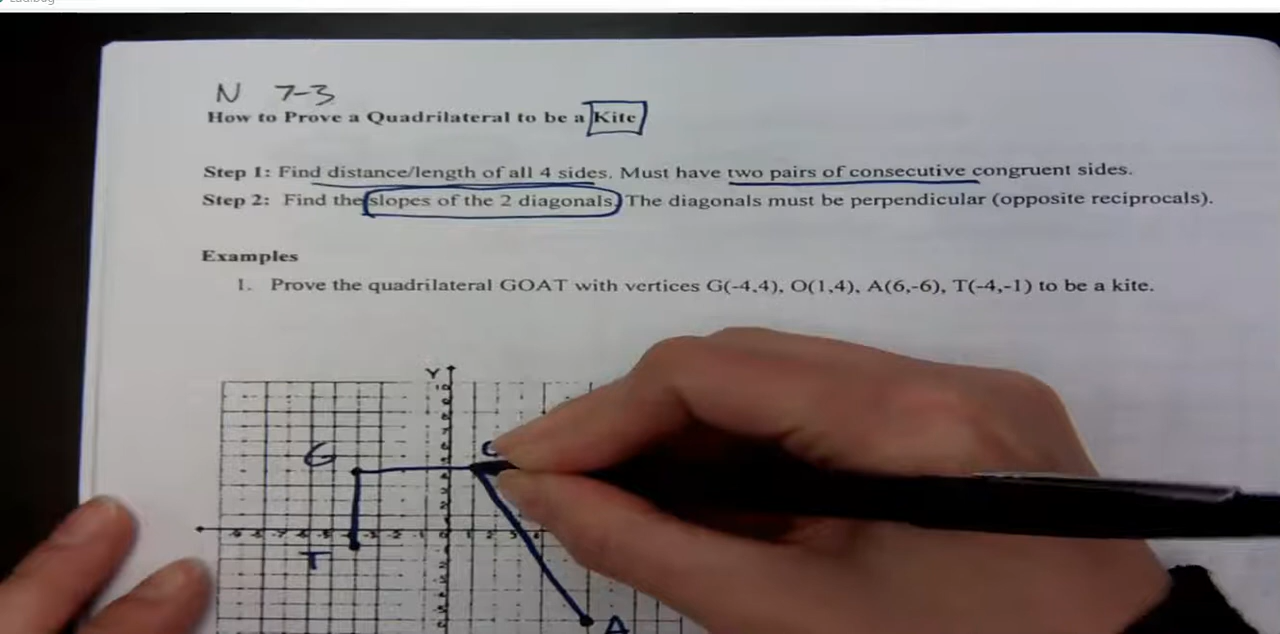 N 7-3
How to Prove a Quadrilateral to be a Kite
Step 1: Find distance/length of all 4 sides. Must have two pairs of consecutive congruent sides.
Step 2: Find the slopes of the 2 diagonals. The diagonals must be perpendicular (opposite reciprocals).
Examples
1. Prove the quadrilateral GOAT with vertices G(-4,4), O(1,4), A(6,-6), T(-4,-1) to be a kite.
Y
G
T
A